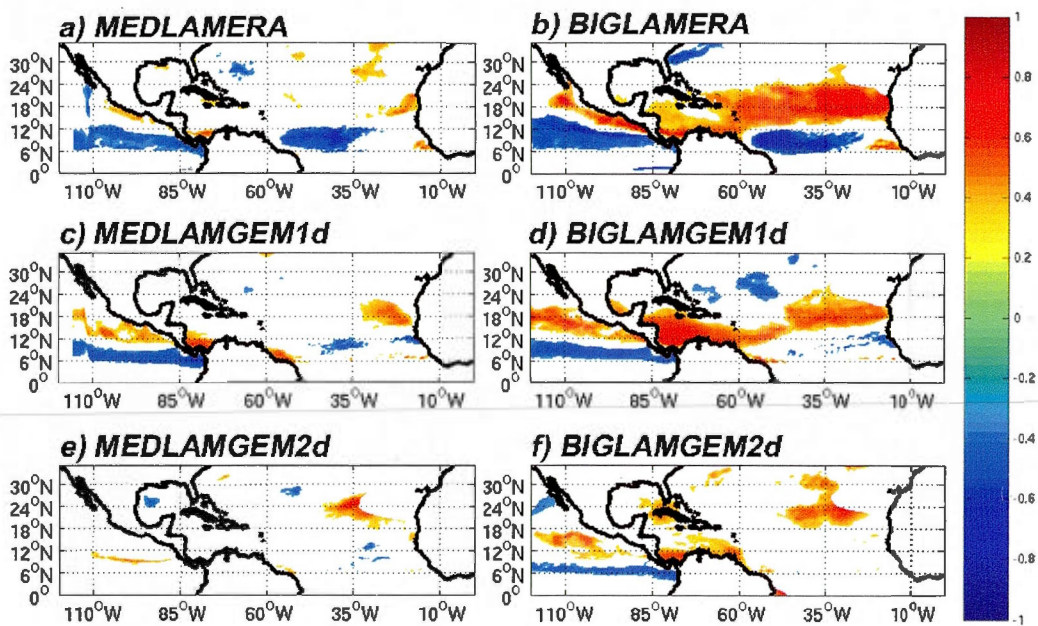 a) MEDLAMERA
30°N
24°N
18°N
12°N
6°N
0°
110°W 85°W 60°W 35°W 10°W
b) BIGLAMERA
30°N
24°N
18°N
12°N
6°N
0°
110°W 85°W 60°W 35°W 10°W
c) MEDLAMGEM1d
30°N
24°N
18°N
12°N
6°N
0°
110°W 85°W 60°W 35°W 10°W
d) BIGLAMGEM1d
30°N
24°N
18°N
12°N
6°N
0°
110°W 85°W 60°W 35°W 10°W
e) MEDLAMGEM2d
30°N
24°N
18°N
12°N
6°N
0°
110°W 85°W 60°W 35°W 10°W
f) BIGLAMGEM2d
30°N
24°N
18°N
12°N
6°N
0°
110°W 85°W 60°W 35°W 10°W
1
0.8
0.6
0.4
0.2
0
-0.2
-0.4
-0.6
-0.8
-1